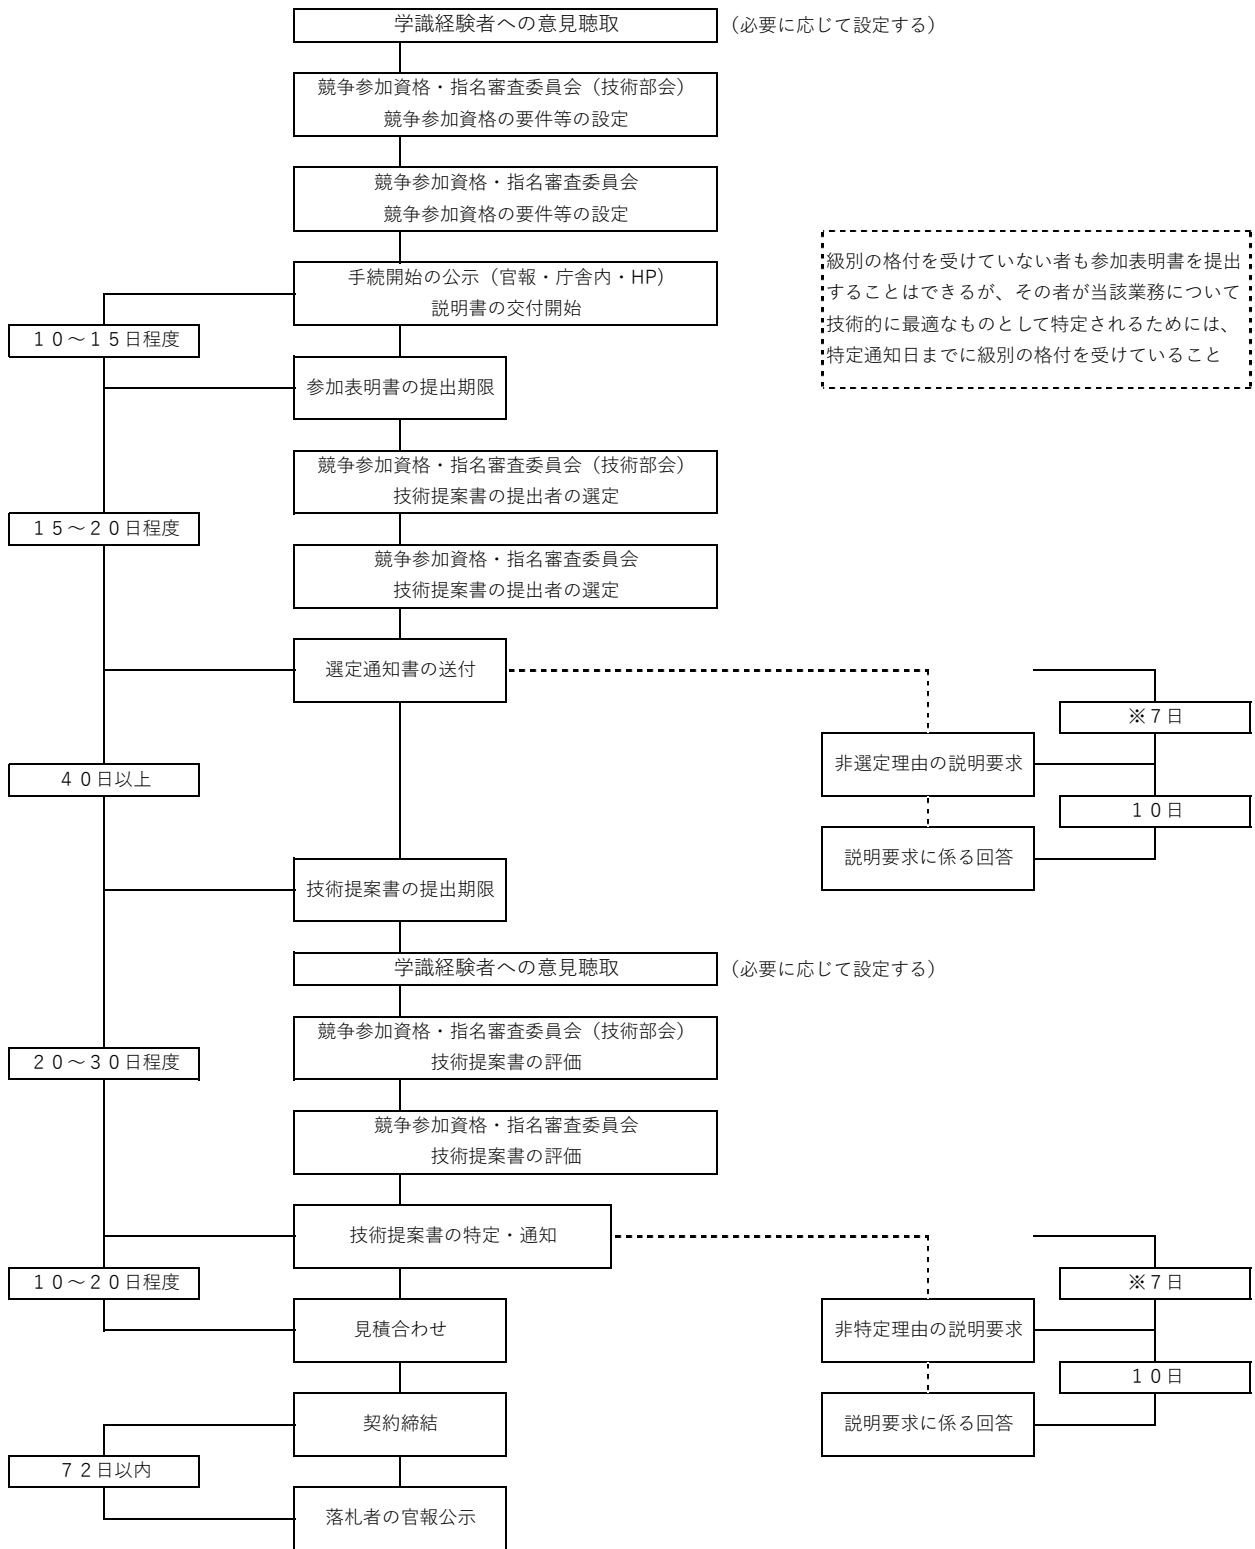 学識経験者への意見聴取
（必要に応じて設定する）
競争参加資格・指名審査委員会（技術部会）
競争参加資格の要件等の設定
競争参加資格・指名審査委員会
競争参加資格の要件等の設定
級別の格付を受けていない者も参加表明書を提出
することはできるが、その者が当該業務について
技術的に最適なものとして特定されるためには、
特定通知日までに級別の格付を受けていること
手続開始の公示（官報・庁舎内・HP）
説明書の交付開始
１０～１５日程度
参加表明書の提出期限
競争参加資格・指名審査委員会（技術部会）
技術提案書の提出者の選定
１５～２０日程度
競争参加資格・指名審査委員会
技術提案書の提出者の選定
選定通知書の送付
※７日
４０日以上
非選定理由の説明要求
１０日
説明要求に係る回答
技術提案書の提出期限
学識経験者への意見聴取
（必要に応じて設定する）
競争参加資格・指名審査委員会（技術部会）
技術提案書の評価
２０～３０日程度
競争参加資格・指名審査委員会
技術提案書の評価
技術提案書の特定・通知
１０～２０日程度
※７日
見積合わせ
非特定理由の説明要求
１０日
契約締結
説明要求に係る回答
７２日以内
落札者の官報公示